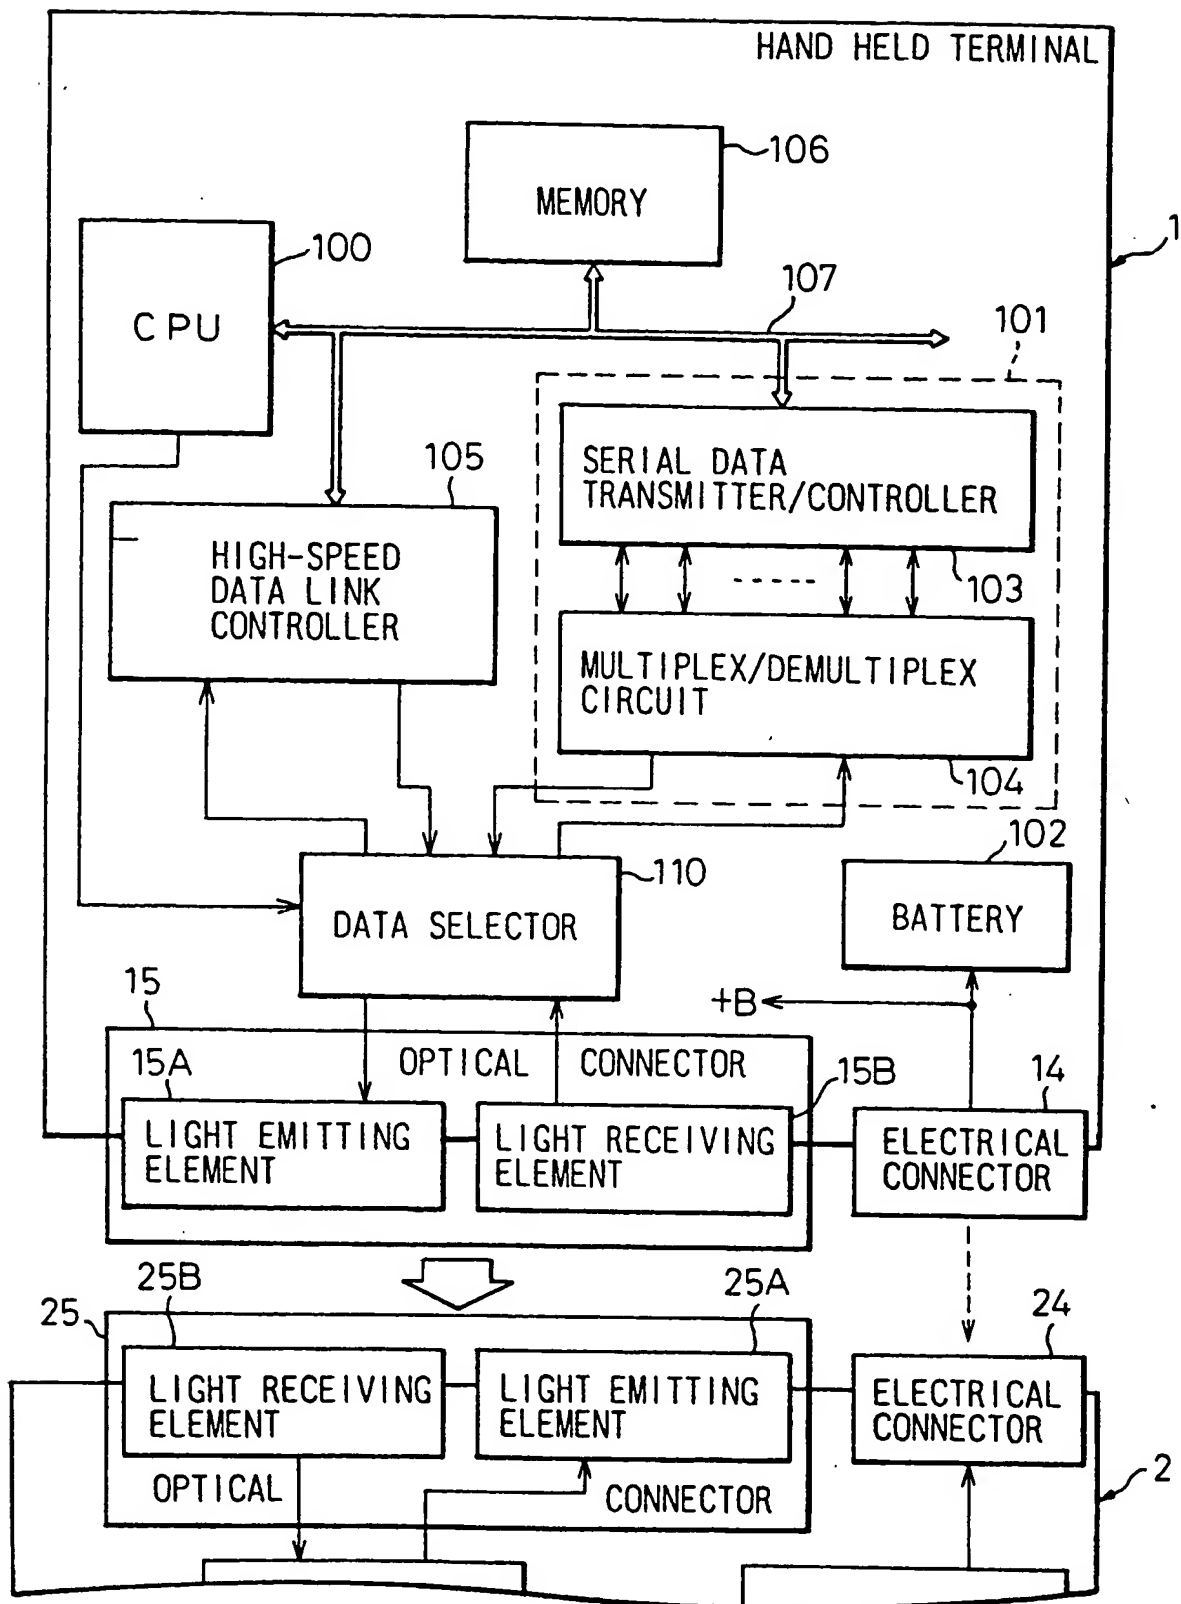 HAND HELD TERMINAL
106
MEMORY
1
100
CPU
107
101
105
SERIAL DATA
TRANSMITTER/CONTROLLER
HIGH-SPEED
DATA LINK
CONTROLLER
103
MULTIPLEX/DEMULTIPLEX
CIRCUIT
104
102
110
DATA SELECTOR
BATTERY
15
+B
15A
OPTICAL CONNECTOR
15B
14
LIGHT EMITTING
ELEMENT
LIGHT RECEIVING
ELEMENT
ELECTRICAL
CONNECTOR
25B
25A
25
24
LIGHT RECEIVING
ELEMENT
LIGHT EMITTING
ELEMENT
ELECTRICAL
CONNECTOR
OPTICAL
CONNECTOR
2